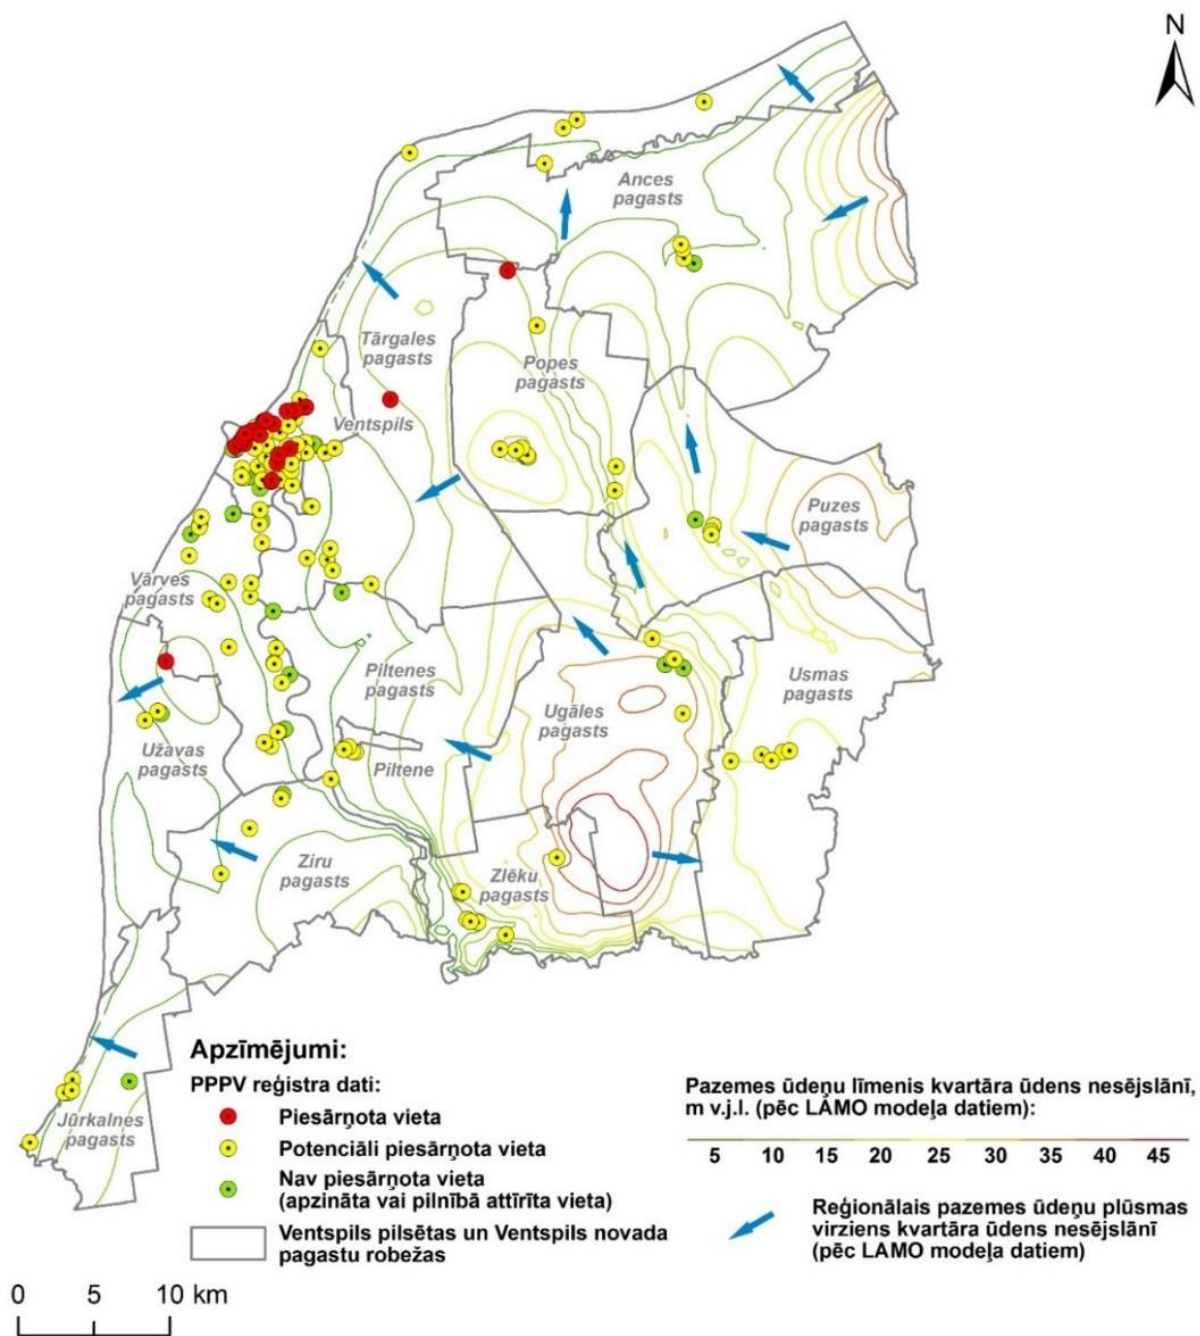 N
Ances
pagasts
Tārgales
pagasts
Popes
pagasts
Ventspils
Puzes
pagasts
Vārves
pagasts
Piltenes
pagasts
Usmas
pagasts
Ugāles
pagasts
Užavas
pagasts
Piltene
Ziru
pagasts
Zlēku
pagasts
Jūrkalnes
pagasts
Apzīmējumi:
PPPV reģistra dati:
Piesārņota vieta
Potenciāli piesārņota vieta
Nav piesārņota vieta
(apzināta vai pilnībā attīrīta vieta)
Ventspils pilsētas un Ventspils novada
pagastu robežas
Pazemes ūdeņu līmenis kvartāra ūdens nesējslānī,
m v.j.l. (pēc LAMO modeļa datiem):
5 10 15 20 25 30 35 40 45
Reģionālais pazemes ūdeņu plūsmas
virziens kvartāra ūdens nesējslānī
(pēc LAMO modeļa datiem)
0 5 10 km